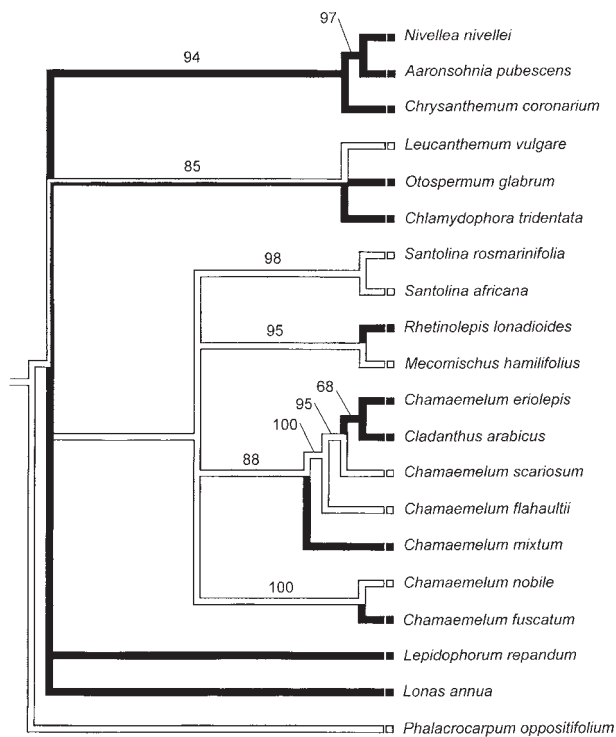 97
Nivellea nivellei
94
Aaronsohnia pubescens
Chrysanthemum coronarium
Leucanthemum vulgare
85
Otospermum glabrum
Chlamydophora tridentata
98
Santolina rosmarinifolia
Santolina africana
95
Rhetinolepis lonadioides
Mecomischus hamilifolius
68
Chamaemelum eriolepis
95
100
Cladanthus arabicus
88
Chamaemelum scariosum
Chamaemelum flahaultii
Chamaemelum mixtum
100
Chamaemelum nobile
Chamaemelum fuscatum
Lepidophorum repandum
Lonas annua
Phalacrocarpum oppositifolium